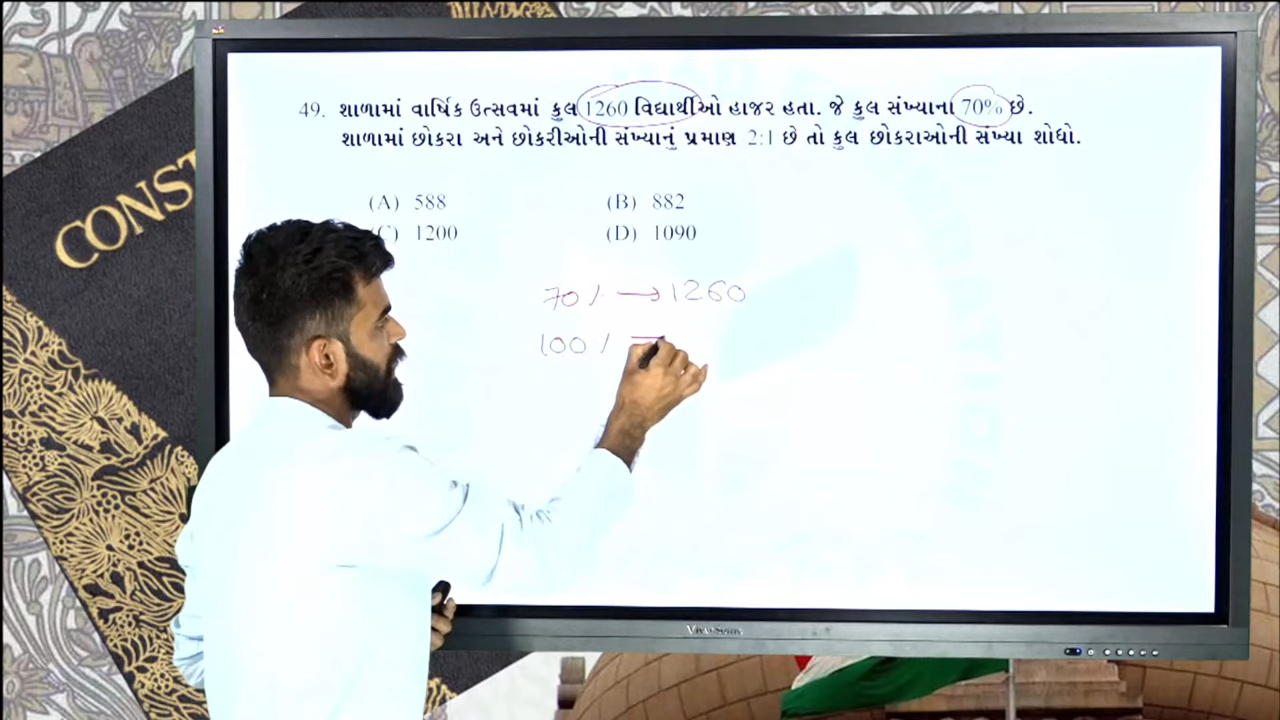 CONST
49. શાળામાં વાર્ષિક ઉત્સવમાં કુલ 1260 વિદ્યાર્થીઓ હાજર હતા. જે કુલ સંખ્યાના 70% છે.
શાળામાં છોકરા અને છોકરીઓની સંખ્યાનું પ્રમાણ 2:1 છે તો કુલ છોકરાઓની સંખ્યા શોધો.
(A) 588 (B) 882
(C) 1200 (D) 1090
70% → 1260
100%
ViewSonic